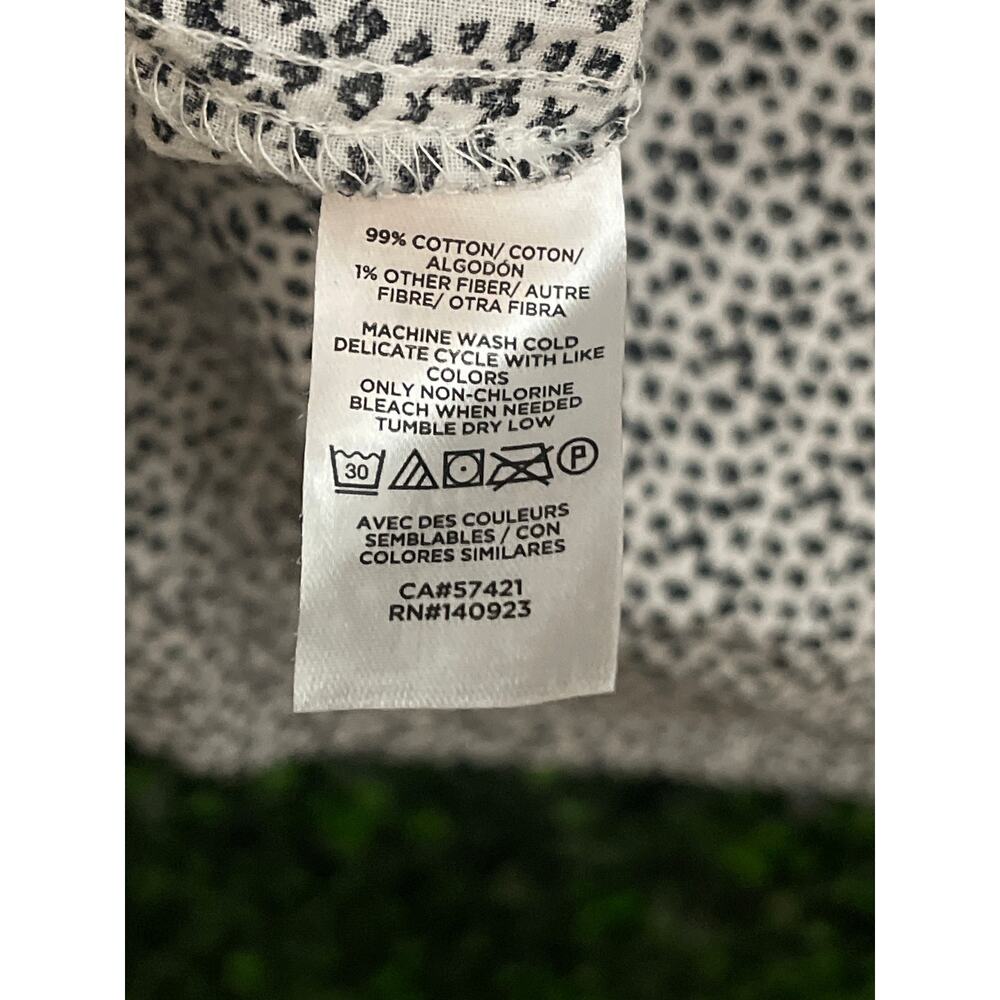 99% COTTON/ COTON/
ALGODÓN
1% OTHER FIBER/ AUTRE
FIBRE/ OTRA FIBRA
MACHINE WASH COLD
DELICATE CYCLE WITH LIKE
COLORS
ONLY NON-CHLORINE
BLEACH WHEN NEEDED
TUMBLE DRY LOW
30 P
AVEC DES COULEURS
SEMBLABLES / CON
COLORES SIMILARES
CA#57421
RN#140923